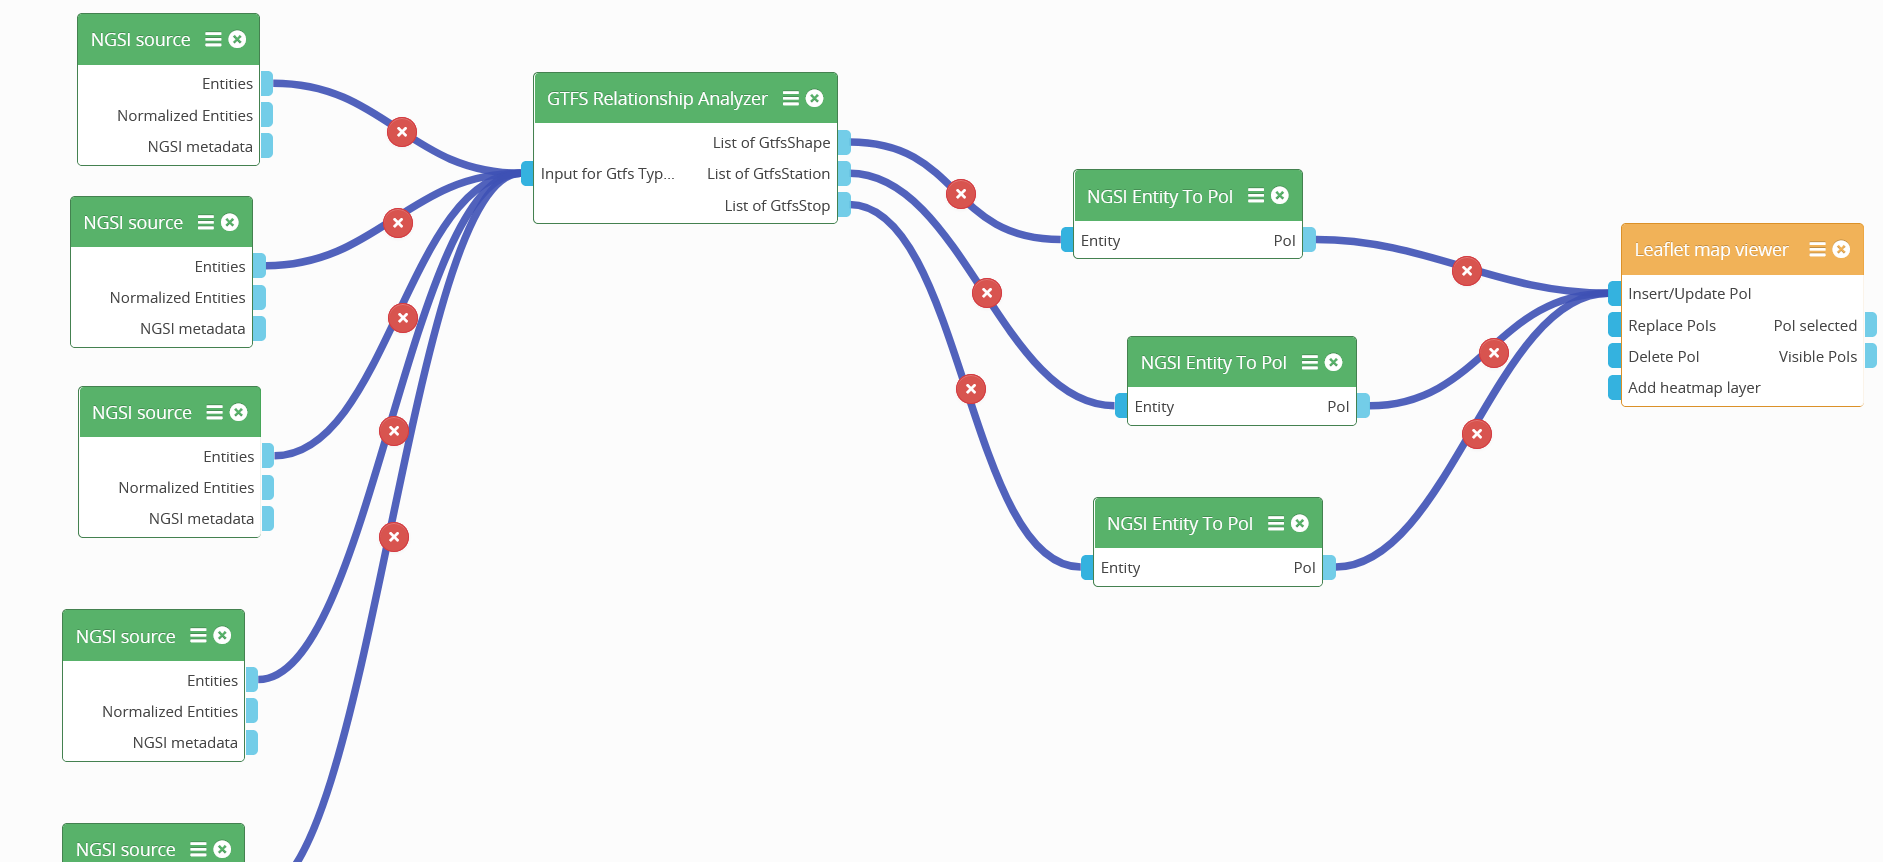 NGSI source
Entities
Normalized Entities
NGSI metadata
NGSI source
Entities
Normalized Entities
NGSI metadata
NGSI source
Entities
Normalized Entities
NGSI metadata
NGSI source
Entities
Normalized Entities
NGSI metadata
NGSI source
GTFS Relationship Analyzer
List of GtfsShape
Input for Gtfs Typ... List of GtfsStation
List of GtfsStop
NGSI Entity To PoI
Entity PoI
NGSI Entity To PoI
Entity PoI
NGSI Entity To PoI
Entity PoI
Leaflet map viewer
Insert/Update PoI
Replace PoIs PoI selected
Delete PoI Visible PoIs
Add heatmap layer